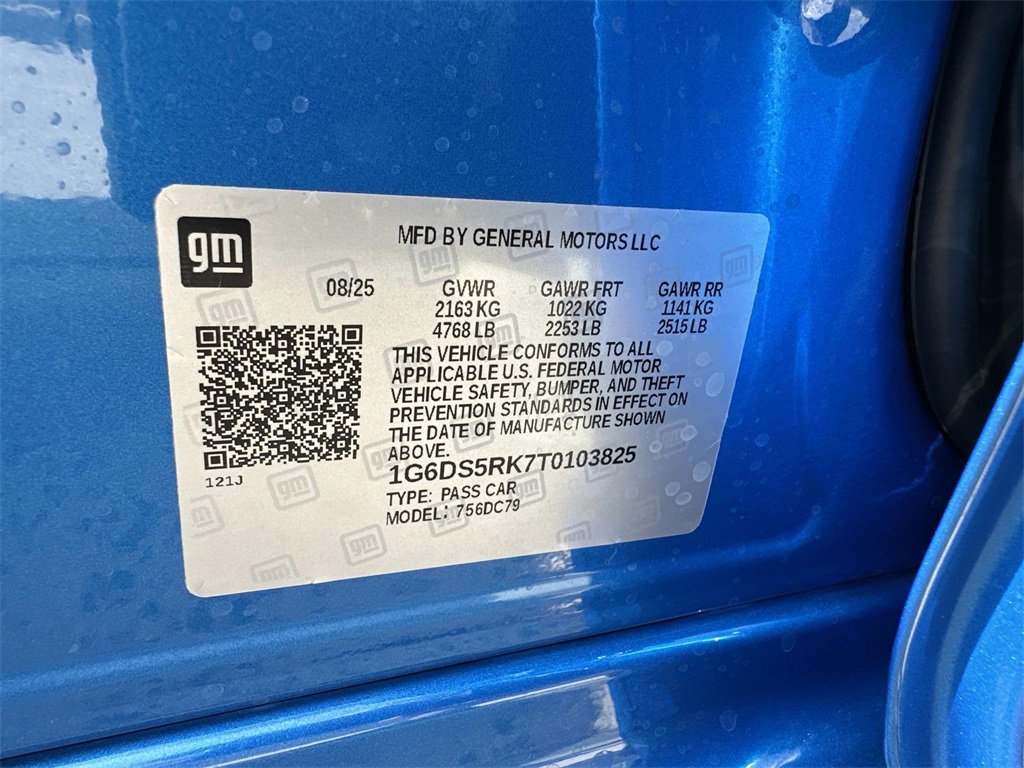 gm
MFD BY GENERAL MOTORS LLC
08/25 GVWR GAWR FRT GAWR RR
2163 KG 1022 KG 1141 KG
4768 LB 2253 LB 2515 LB
THIS VEHICLE CONFORMS TO ALL
APPLICABLE U.S. FEDERAL MOTOR
VEHICLE SAFETY, BUMPER, AND THEFT
PREVENTION STANDARDS IN EFFECT ON
THE DATE OF MANUFACTURE SHOWN
ABOVE.
1G6DS5RK7T0103825
121J
TYPE: PASS CAR
MODEL: 756DC79